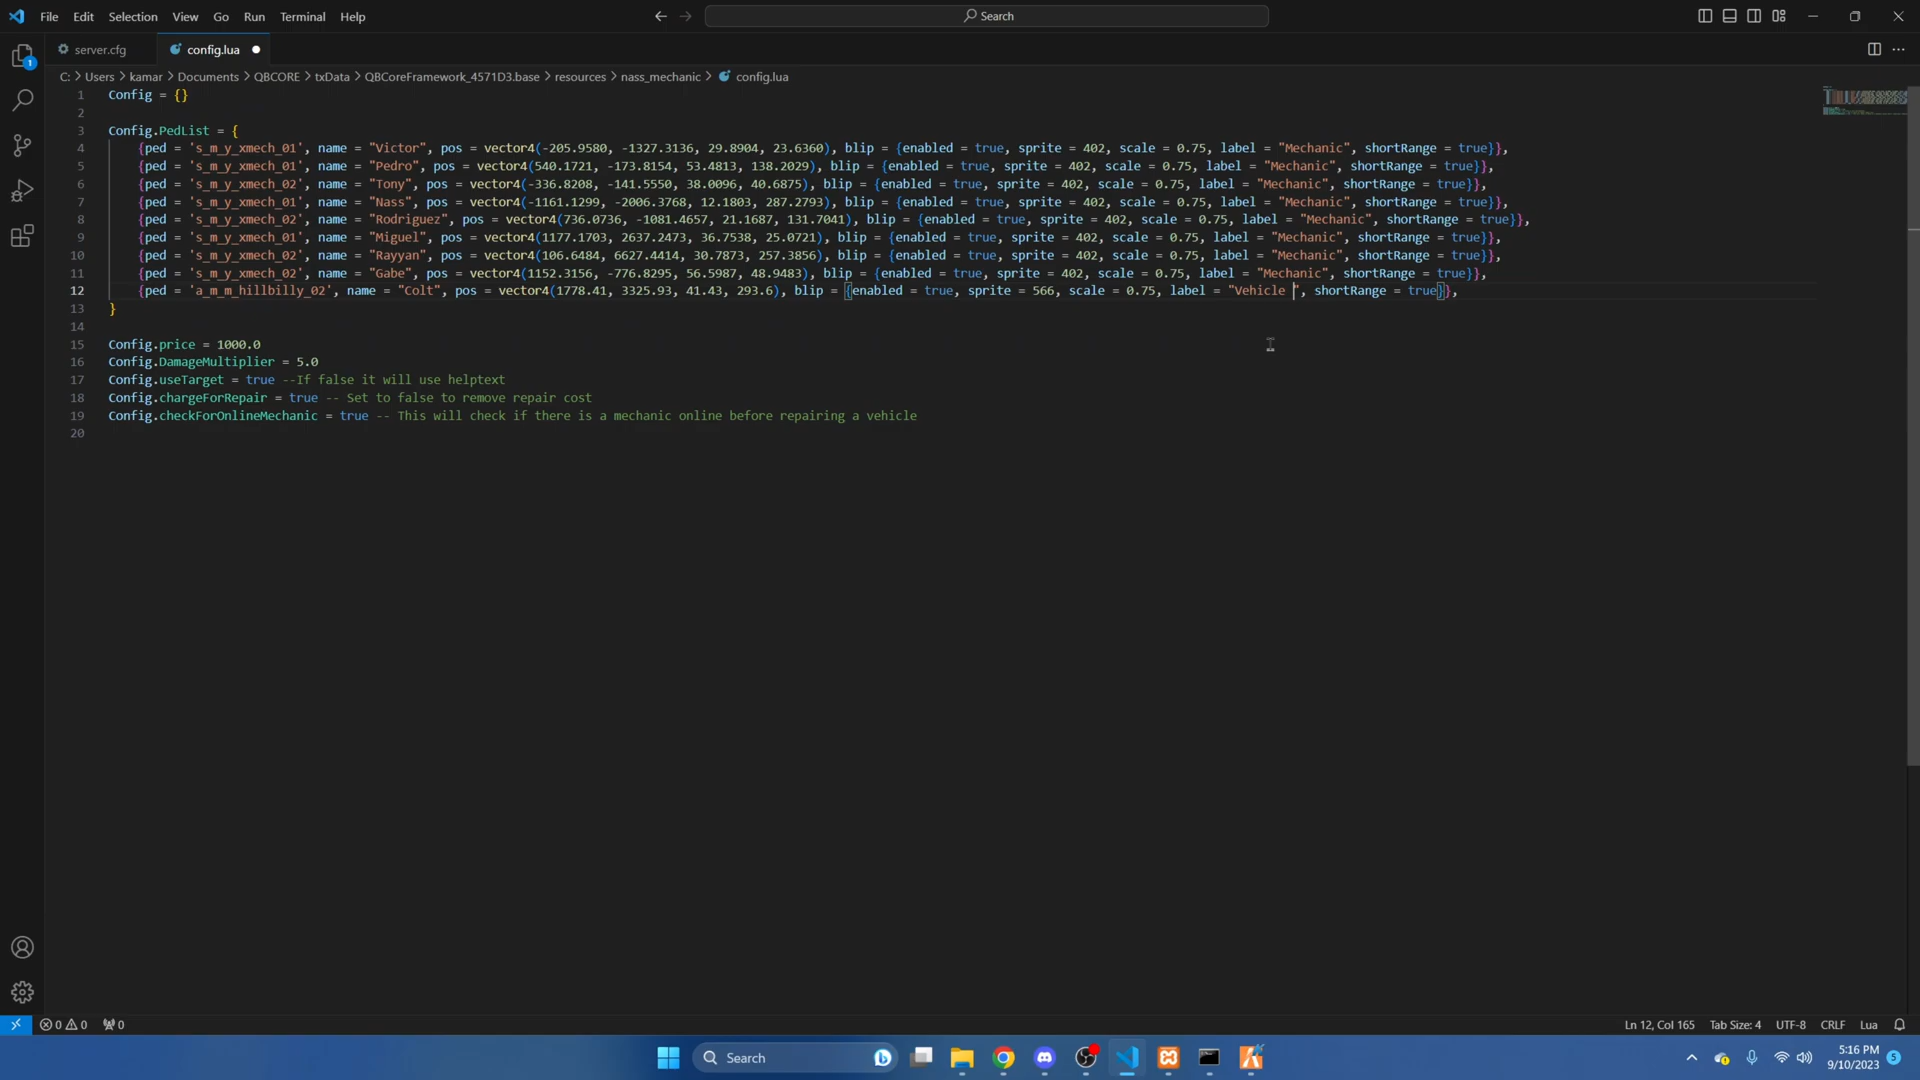 File Edit Selection View Go Run Terminal Help
Search
server.cfg
config.lua
C: > Users > kamar > Documents > QBCORE > txData > QBCoreFramework_4571D3.base > resources > nass_mechanic > config.lua
1 Config = {}
2
3 Config.PedList = {
4 {ped = 's_m_y_xmech_01', name = "Victor", pos = vector4(-205.9580, -1327.3136, 29.8904, 23.6360), blip = {enabled = true, sprite = 402, scale = 0.75, label = "Mechanic", shortRange = true}},
5 {ped = 's_m_y_xmech_01', name = "Pedro", pos = vector4(540.1721, -173.8154, 53.4813, 138.2029), blip = {enabled = true, sprite = 402, scale = 0.75, label = "Mechanic", shortRange = true}},
6 {ped = 's_m_y_xmech_02', name = "Tony", pos = vector4(-336.8208, -141.5550, 38.0096, 40.6875), blip = {enabled = true, sprite = 402, scale = 0.75, label = "Mechanic", shortRange = true}},
7 {ped = 's_m_y_xmech_01', name = "Nass", pos = vector4(-1161.1299, -2006.3768, 12.1803, 287.2793), blip = {enabled = true, sprite = 402, scale = 0.75, label = "Mechanic", shortRange = true}},
8 {ped = 's_m_y_xmech_02', name = "Rodriguez", pos = vector4(736.0736, -1081.4657, 21.1687, 131.7041), blip = {enabled = true, sprite = 402, scale = 0.75, label = "Mechanic", shortRange = true}},
9 {ped = 's_m_y_xmech_01', name = "Miguel", pos = vector4(1177.1703, 2637.2473, 36.7538, 25.0721), blip = {enabled = true, sprite = 402, scale = 0.75, label = "Mechanic", shortRange = true}},
10 {ped = 's_m_y_xmech_02', name = "Rayyan", pos = vector4(106.6484, 6627.4414, 30.7873, 257.3856), blip = {enabled = true, sprite = 402, scale = 0.75, label = "Mechanic", shortRange = true}},
11 {ped = 's_m_y_xmech_02', name = "Gabe", pos = vector4(1152.3156, -776.8295, 56.5987, 48.9483), blip = {enabled = true, sprite = 402, scale = 0.75, label = "Mechanic", shortRange = true}},
12 {ped = 'a_m_m_hillbilly_02', name = "Colt", pos = vector4(1778.41, 3325.93, 41.43, 293.6), blip = {enabled = true, sprite = 566, scale = 0.75, label = "Vehicle ", shortRange = true}},
13 }
14
15 Config.price = 1000.0
16 Config.DamageMultiplier = 5.0
17 Config.useTarget = true --If false it will use helptext
18 Config.chargeForRepair = true -- Set to false to remove repair cost
19 Config.checkForOnlineMechanic = true -- This will check if there is a mechanic online before repairing a vehicle
20
0 0 0
Ln 12, Col 165 Tab Size: 4 UTF-8 CRLF Lua
Search
5:16 PM
9/10/2023
5